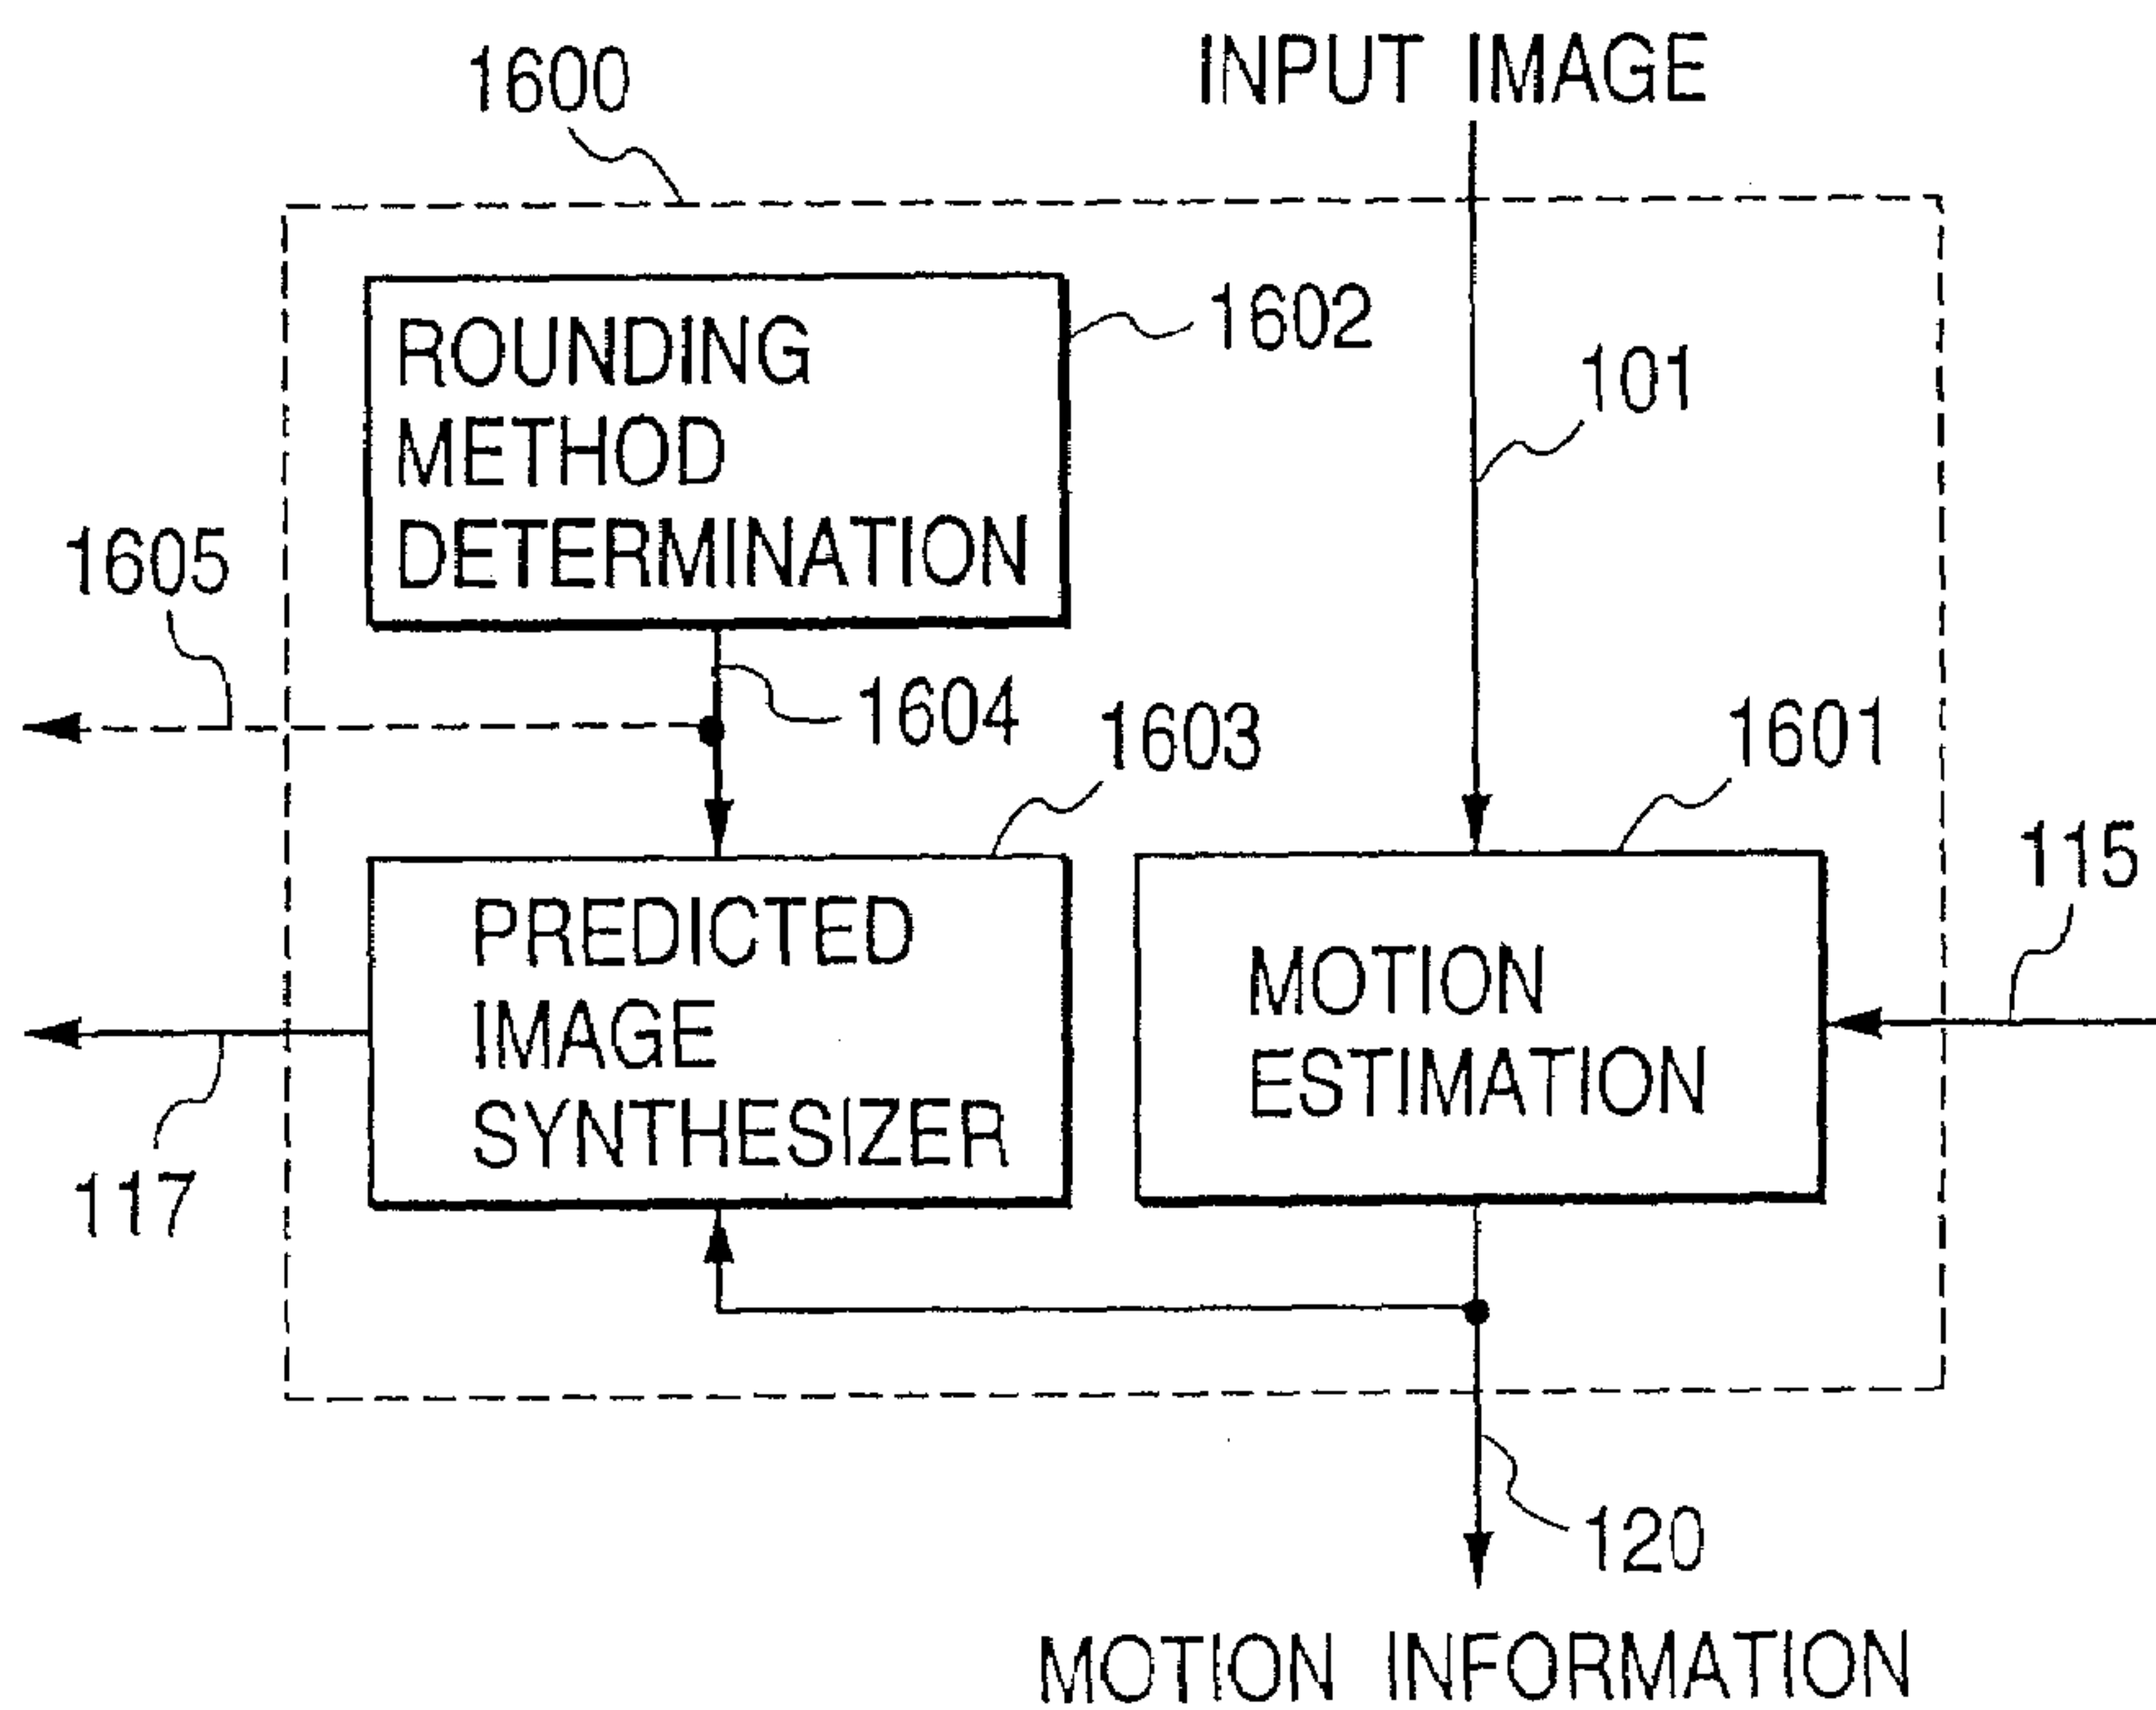 1600
INPUT IMAGE
ROUNDING
METHOD
DETERMINATION
1602
101
1605
1604
1603
1601
115
PREDICTED
IMAGE
SYNTHESIZER
MOTION
ESTIMATION
117
120
MOTION INFORMATION